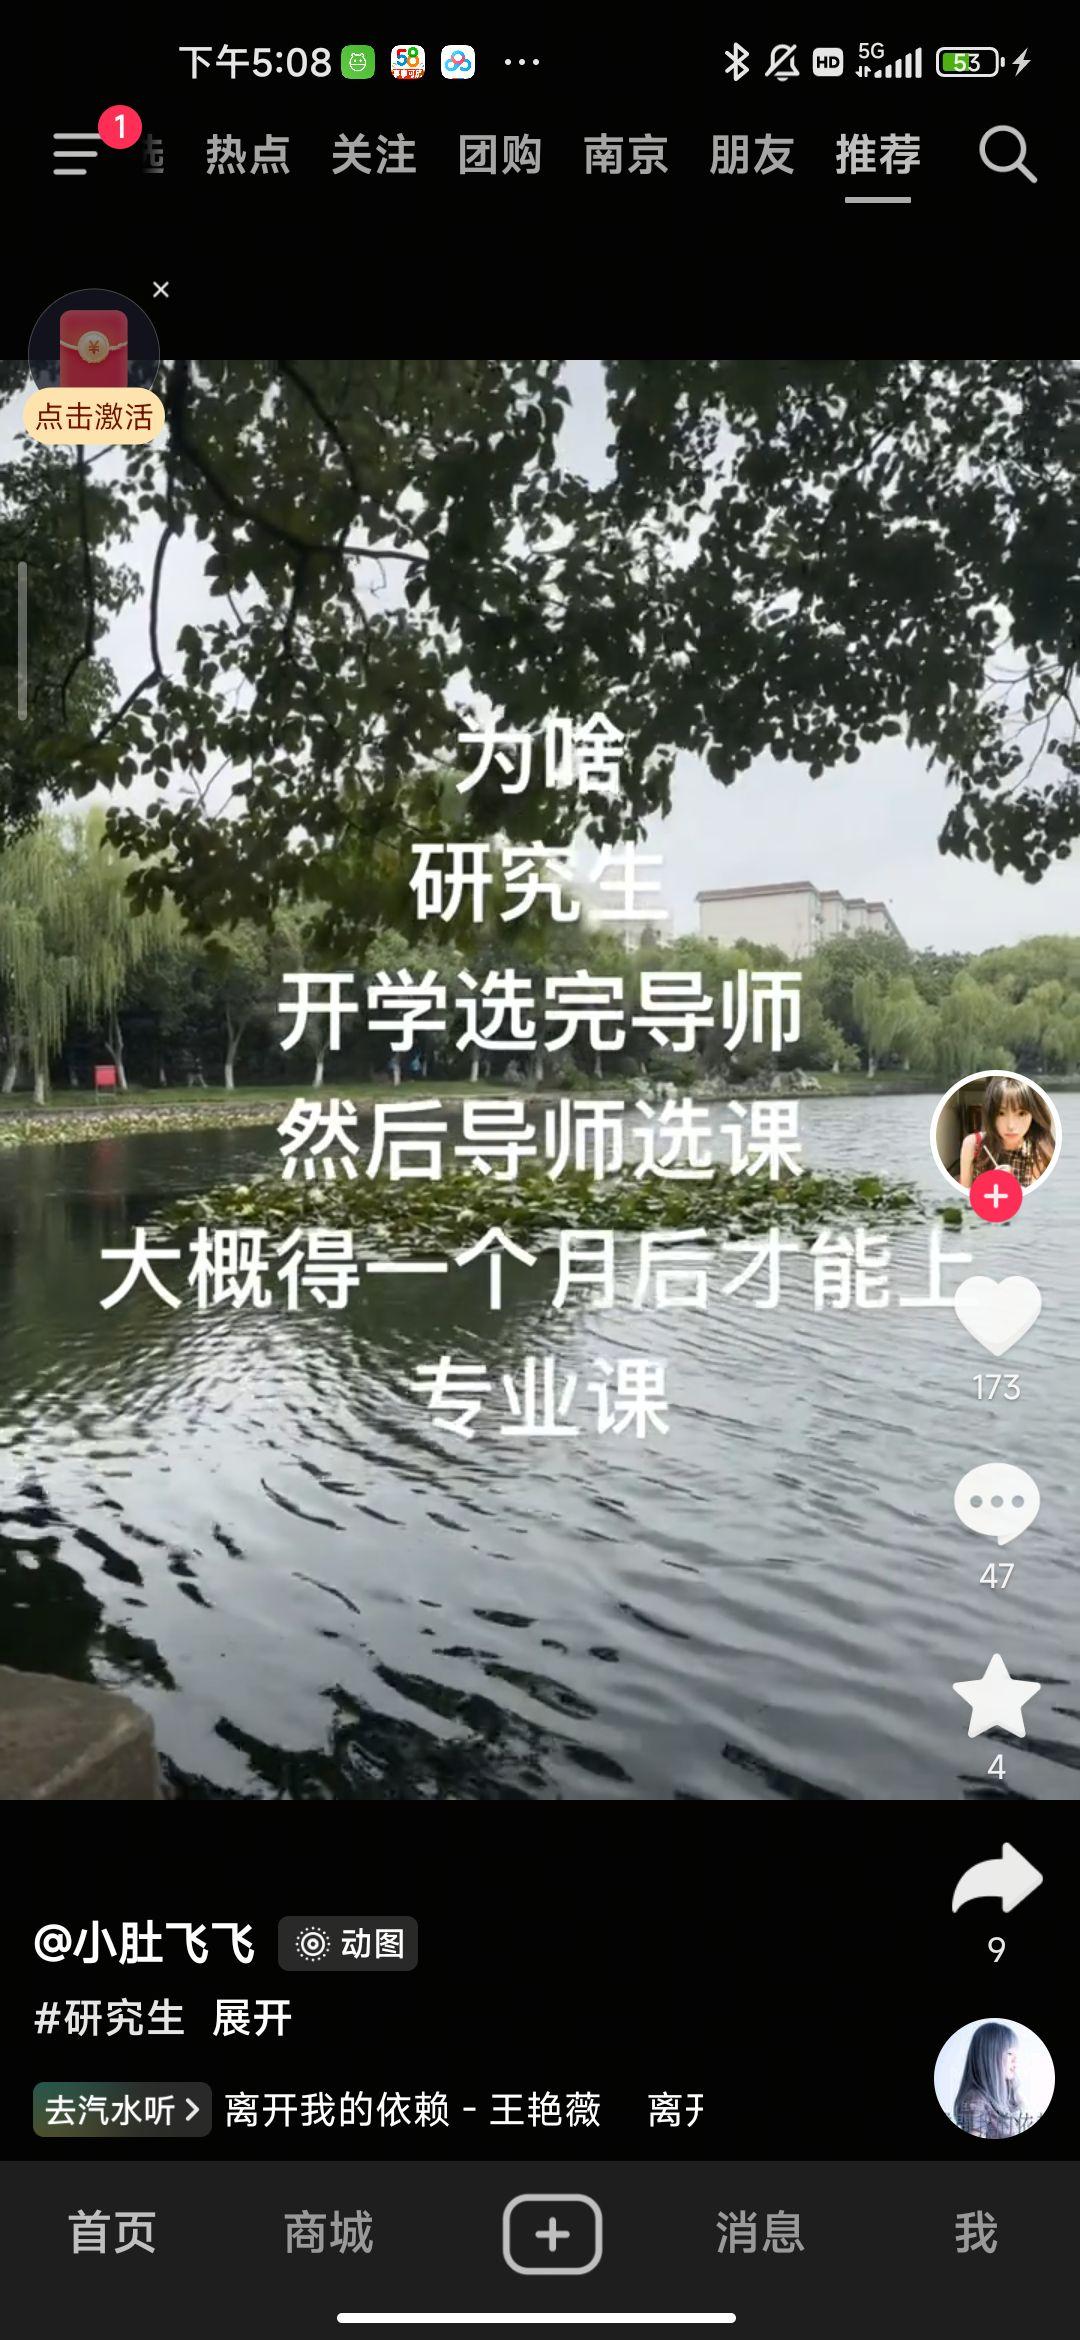 下午5:08
HD 5G 53
1
热点 关注 团购 南京 朋友 推荐
点击激活
为啥
研究生
开学选完导师
然后导师选课
大概得一个月后才能上
专业课
173
47
4
9
@小肚飞飞 动图
#研究生 展开
去汽水听 > 离开我的依赖 - 王艳薇 离开
首页 商城 消息 我